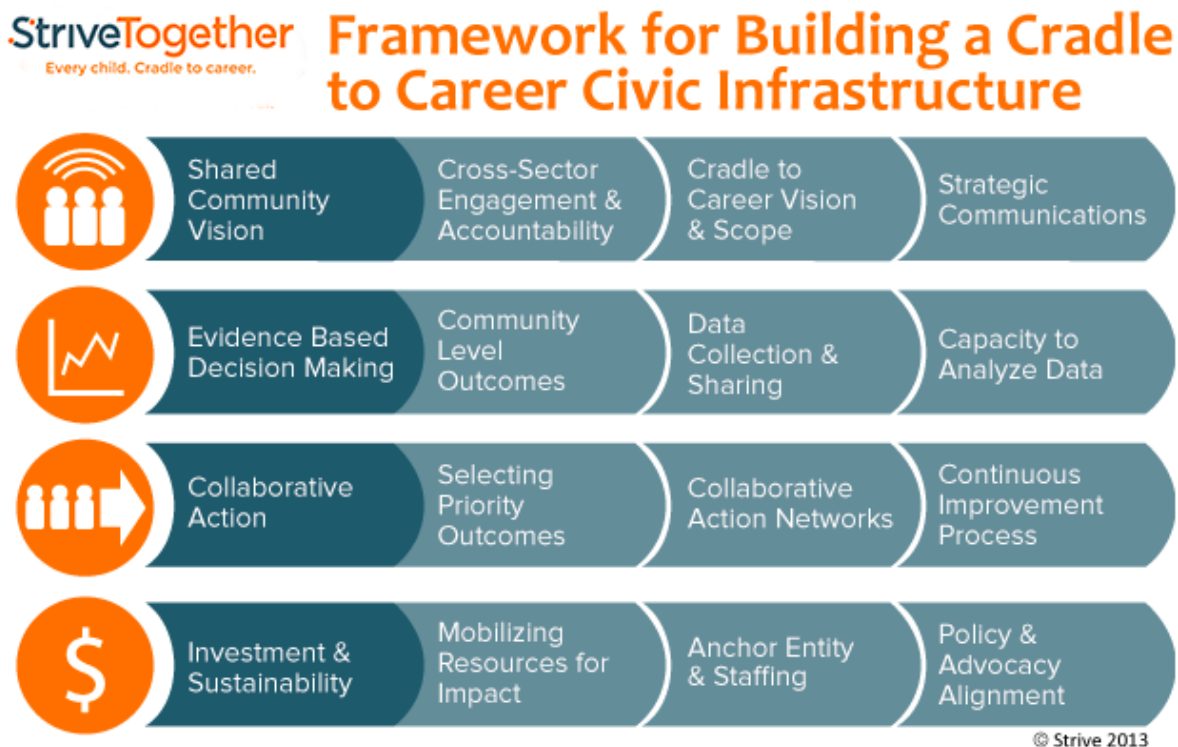 StriveTogether
Every child. Cradle to career.
Framework for Building a Cradle
to Career Civic Infrastructure
Shared
Community
Vision
Cross-Sector
Engagement &
Accountability
Cradle to
Career Vision
& Scope
Strategic
Communications
Evidence Based
Decision Making
Community
Level
Outcomes
Data
Collection &
Sharing
Capacity to
Analyze Data
Collaborative
Action
Selecting
Priority
Outcomes
Collaborative
Action Networks
Continuous
Improvement
Process
$
Investment &
Sustainability
Mobilizing
Resources for
Impact
Anchor Entity
& Staffing
Policy &
Advocacy
Alignment
© Strive 2013